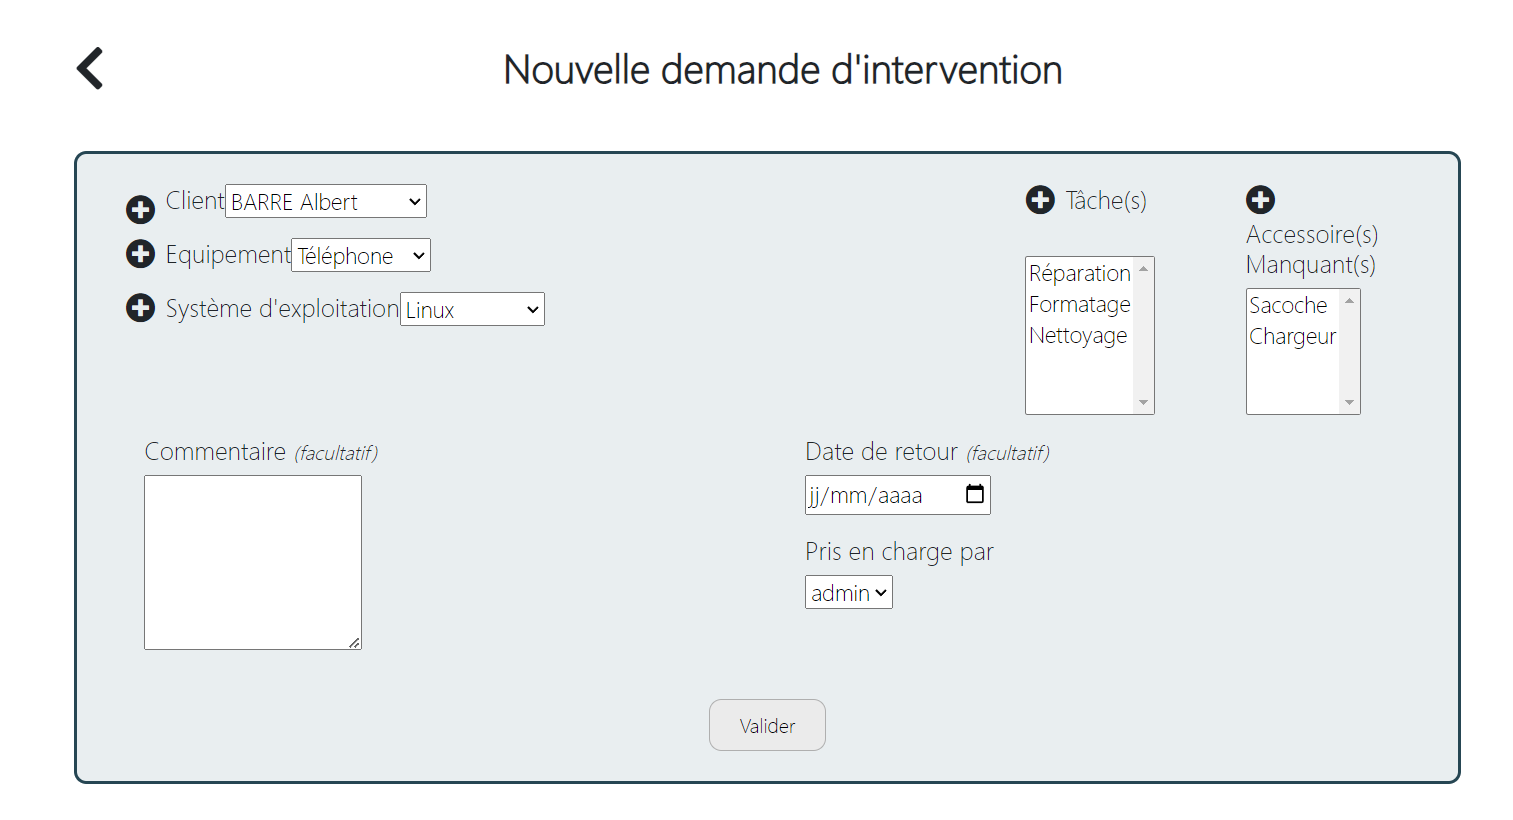 Nouvelle demande d'intervention
Client BARRE Albert
Equipement Téléphone
Système d'exploitation Linux
Tâche(s)
Réparation
Formatage
Nettoyage
Accessoire(s)
Manquant(s)
Sacoche
Chargeur
Commentaire (facultatif)
Date de retour (facultatif)
jj/mm/aaaa
Pris en charge par
admin
Valider